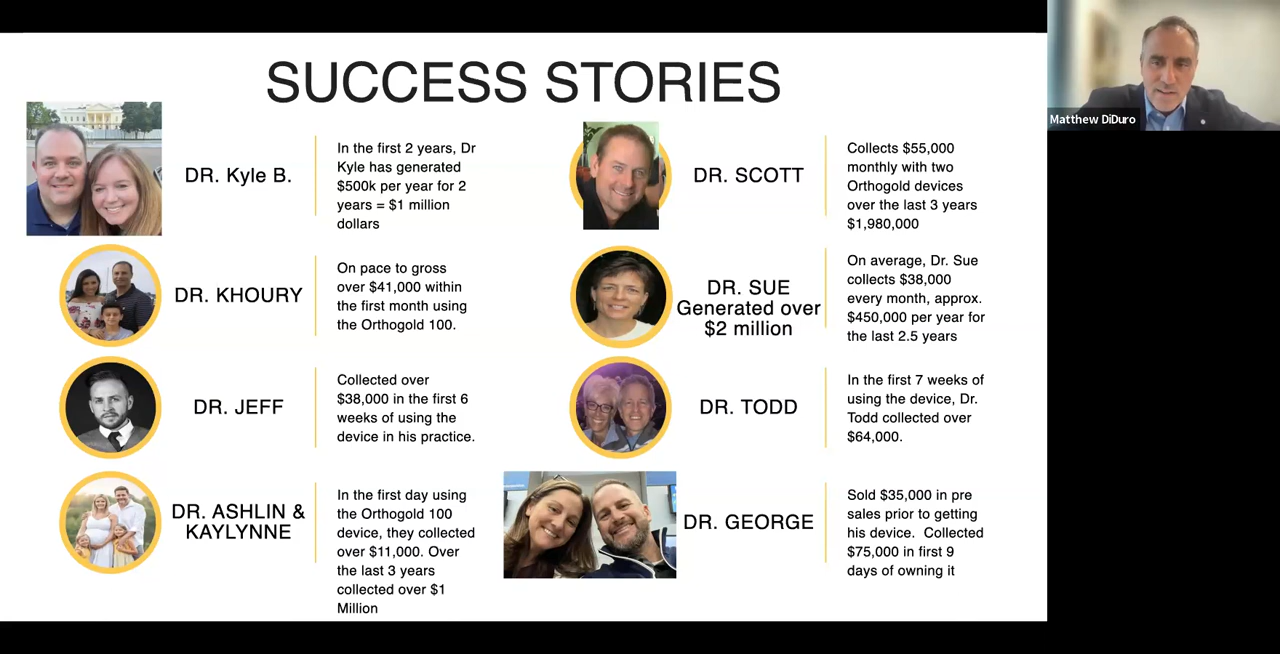 SUCCESS STORIES
Matthew DiDuro
DR. Kyle B.
In the first 2 years, Dr
Kyle has generated
$500k per year for 2
years = $1 million
dollars
DR. SCOTT
Collects $55,000
monthly with two
Orthogold devices
over the last 3 years
$1,980,000
DR. KHOURY
On pace to gross
over $41,000 within
the first month using
the Orthogold 100.
DR. SUE
Generated over
$2 million
On average, Dr. Sue
collects $38,000
every month, approx.
$450,000 per year for
the last 2.5 years
DR. JEFF
Collected over
$38,000 in the first 6
weeks of using the
device in his practice.
DR. TODD
In the first 7 weeks of
using the device, Dr.
Todd collected over
$64,000.
DR. ASHLIN &
KAYLYNNE
In the first day using
the Orthogold 100
device, they collected
over $11,000. Over
the last 3 years
collected over $1
Million
DR. GEORGE
Sold $35,000 in pre
sales prior to getting
his device.  Collected
$75,000 in first 9
days of owning it